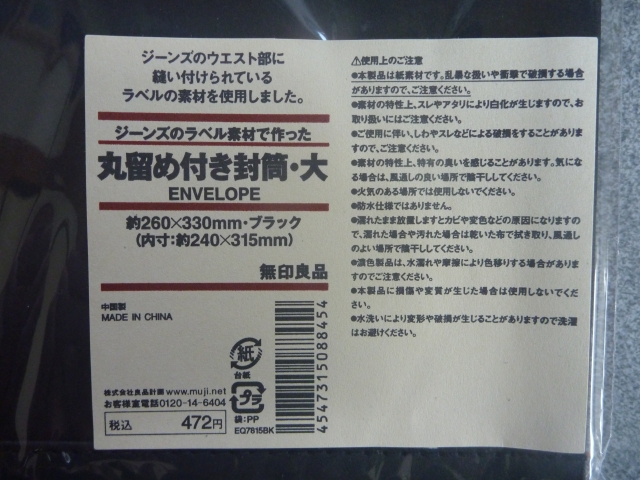 ジーンズのウエスト部に
縫い付けられている
ラベルの素材を使用しました。
ジーンズのラベル素材で作った
丸留め付き封筒・大
ENVELOPE
約260×330mm・ブラック
(内寸:約240×315mm)
無印良品
中国製
MADE IN CHINA
紙
台紙
プラ
袋:PP
EQ7815BK
4547315088454
株式会社良品計画 www.muji.net
お客様室電話0120-14-6404
税込 472円
⚠使用上のご注意
●本製品は紙素材です。乱暴な扱いや衝撃で破損する場合
がありますので、ご注意ください。
●素材の特性上、スレやアタリにより白化が生じますので、お
取り扱いにはご注意ください。
●ご使用に伴い、しわやスレなどによる破損をすることがありま
すので、ご注意ください。
●素材の特性上、特有の臭いを感じることがあります。気にな
る場合は、風通しの良い場所で陰干ししてください。
●火気のある場所では使用しないでください。
●防水仕様ではありません。
●濡れたまま放置しますとカビや変色などの原因になりますの
で、濡れた場合や汚れた場合は乾いた布で拭き取り、風通し
のよい場所で陰干ししてください。
●濃色製品は、水濡れや摩擦により色移りする場合がありま
すのでご注意ください。
●本製品に損傷や変質が生じた場合は使用しないでくだ
さい。
●水洗いにより変形や破損が生じることがありますので洗濯
はお避けください。